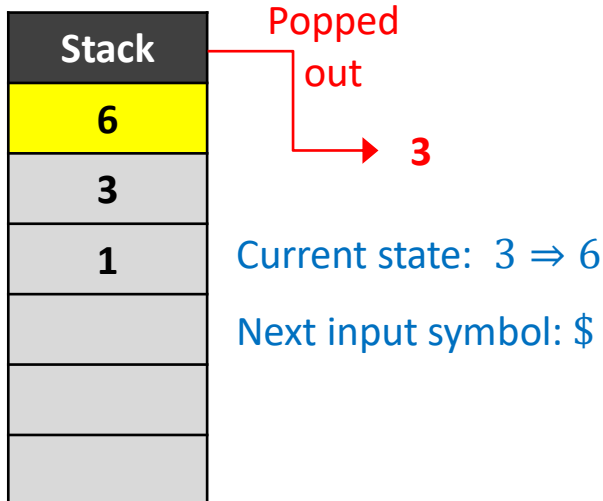 Stack
6
3
1
Popped
out
3
Current state: 3 ⇒ 6
Next input symbol: $